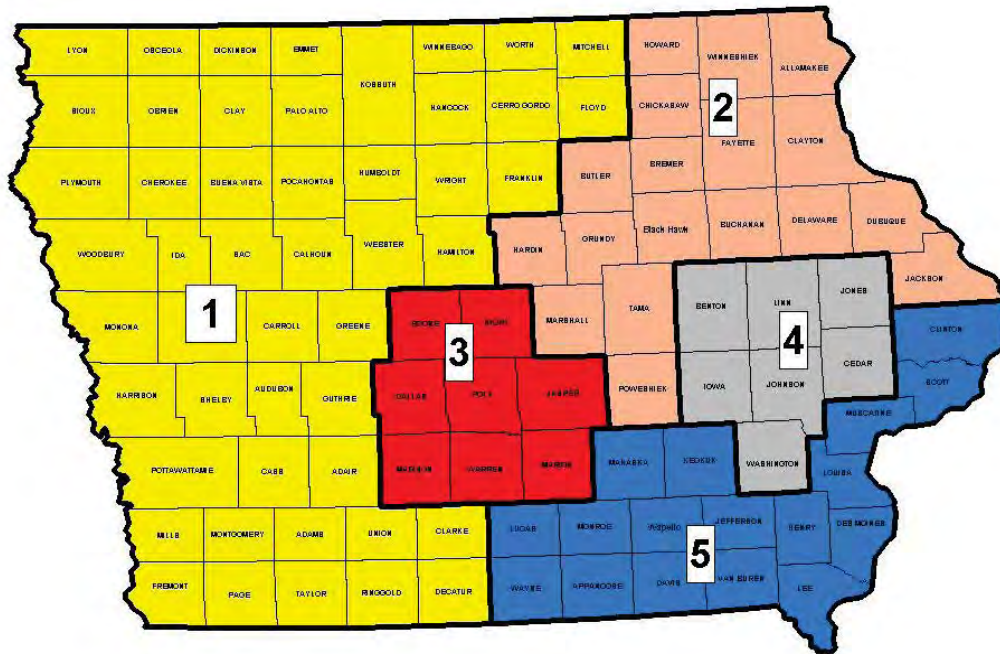 LYON OSCEOLA DICKINSON EMMET WINNEBAGO WORTH MITCHELL HOWARD WINNESHIEK ALLAMAKEE
KOSSUTH
SIOUX OBRIEN CLAY PALO ALTO HANCOCK CERRO GORDO FLOYD CHICKASAW
2
FAYETTE CLAYTON
PLYMOUTH CHEROKEE BUENA VISTA POCAHONTAS HUMBOLDT WRIGHT FRANKLIN BUTLER BREMER
WOODBURY IDA SAC CALHOUN WEBSTER HAMILTON HARDIN GRUNDY Black Hawk BUCHANAN DELAWARE DUBUQUE
JACKSON
1
MONONA CARROLL GREENE BOONE STORY MARSHALL TAMA BENTON LINN JONES CLINTON
3
4
HARRISON SHELBY AUDUBON GUTHRIE DALLAS POLK JASPER POWESHIEK IOWA JOHNSON CEDAR SCOTT
MUSCATINE
POTTAWATTAMIE CASS ADAIR MADISON WARREN MARION MAHASKA KEOKUK WASHINGTON LOUISA
MILLS MONTGOMERY ADAMS UNION CLARKE LUCAS MONROE Wapello JEFFERSON HENRY DES MOINES
5
FREMONT PAGE TAYLOR RINGGOLD DECATUR WAYNE APPANOOSE DAVIS VAN BUREN LEE